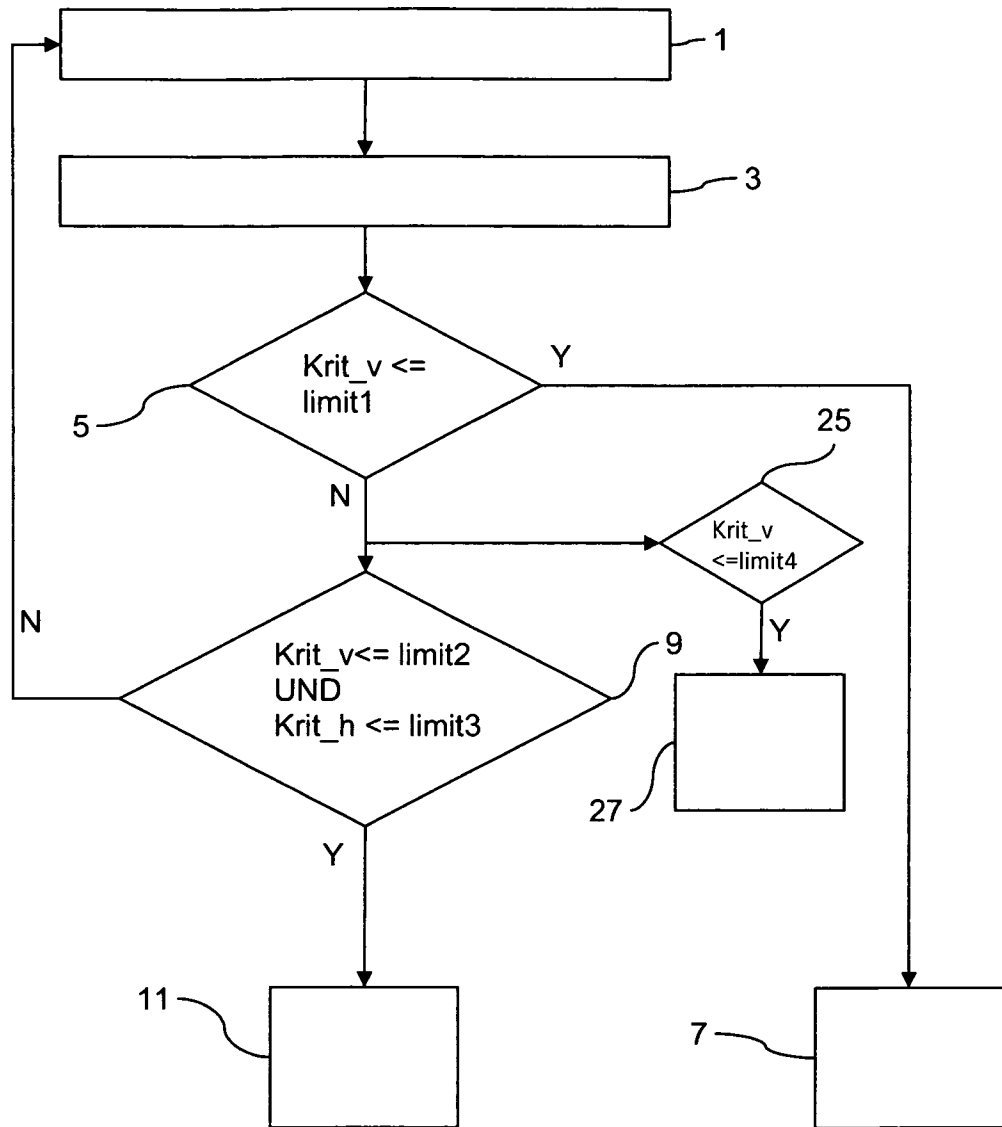 1
3
Krit_v <=
limit1
Y
5
N
25
Krit_v
<=limit4
Y
N
Krit_v<= limit2
UND
Krit_h <= limit3
9
27
Y
11
7